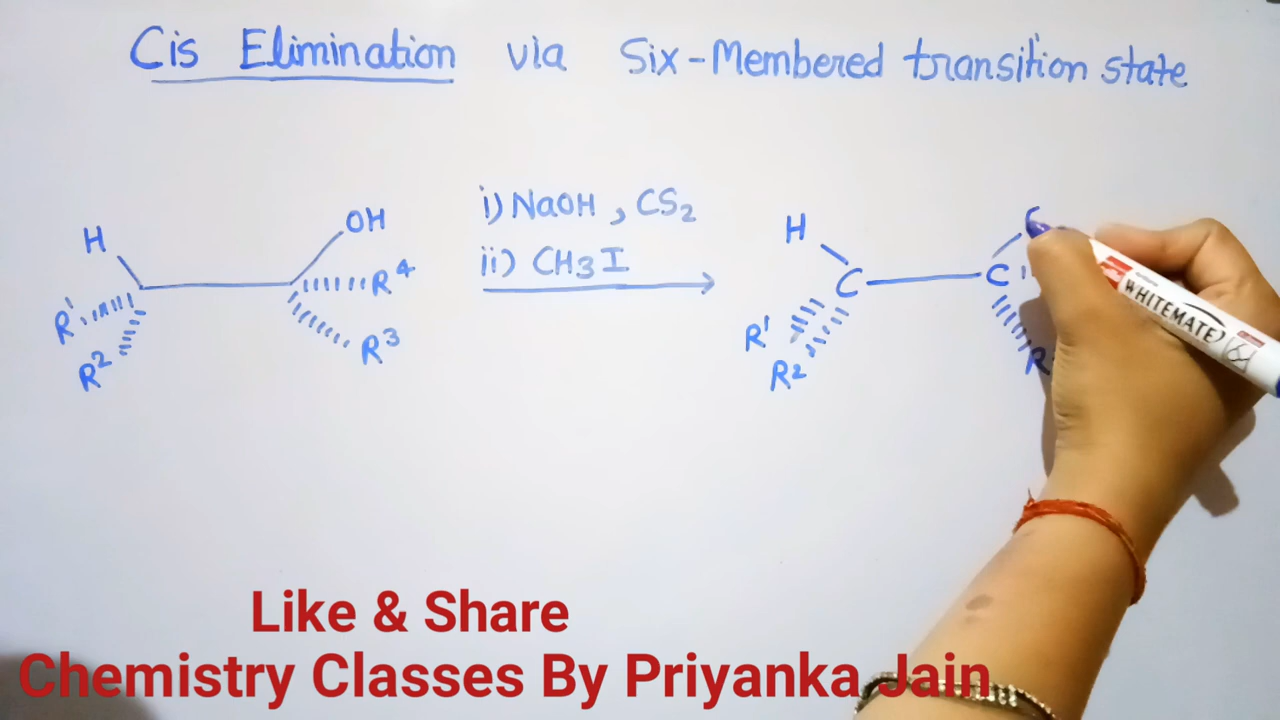 Cis Elimination via Six-Membered transition state
H
OH
i) NaOH , CS2
ii) CH3I
R1
R2
R4
R3
H
C
C
R1
R2
R
WHITEMATE
Like & Share
Chemistry Classes By Priyanka Jain